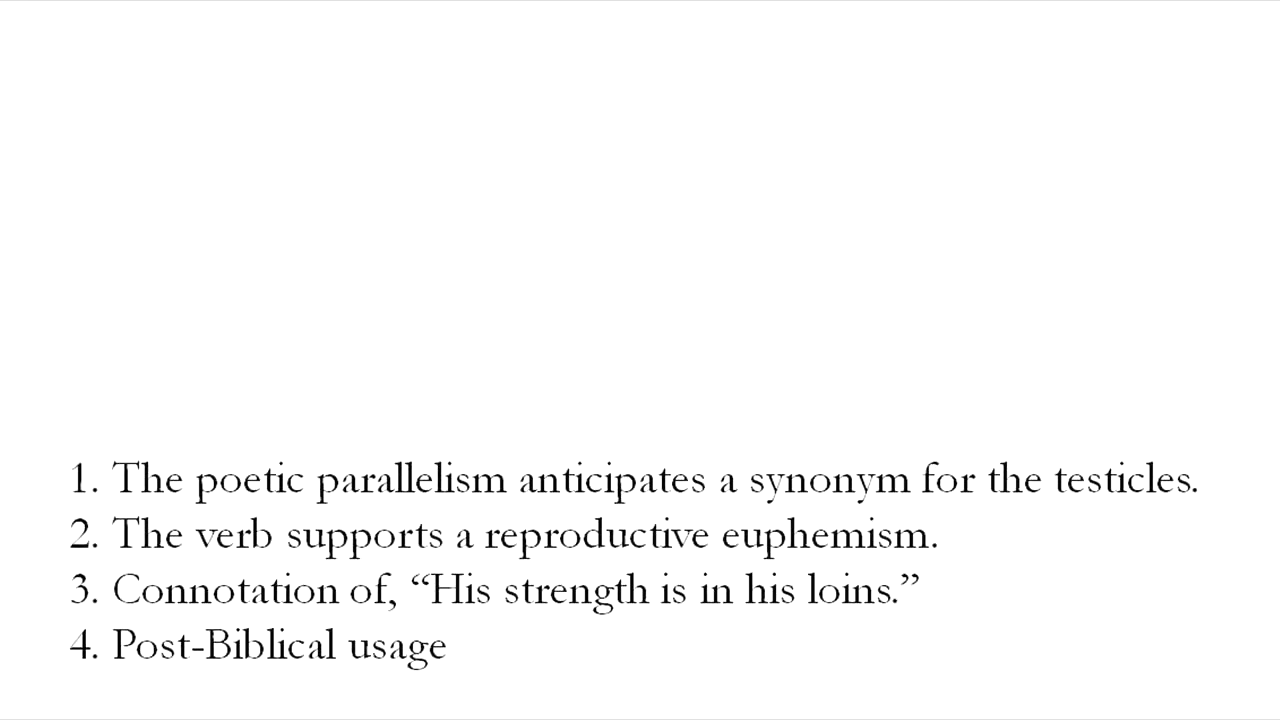 1. The poetic parallelism anticipates a synonym for the testicles.
2. The verb supports a reproductive euphemism.
3. Connotation of, “His strength is in his loins.”
4. Post-Biblical usage